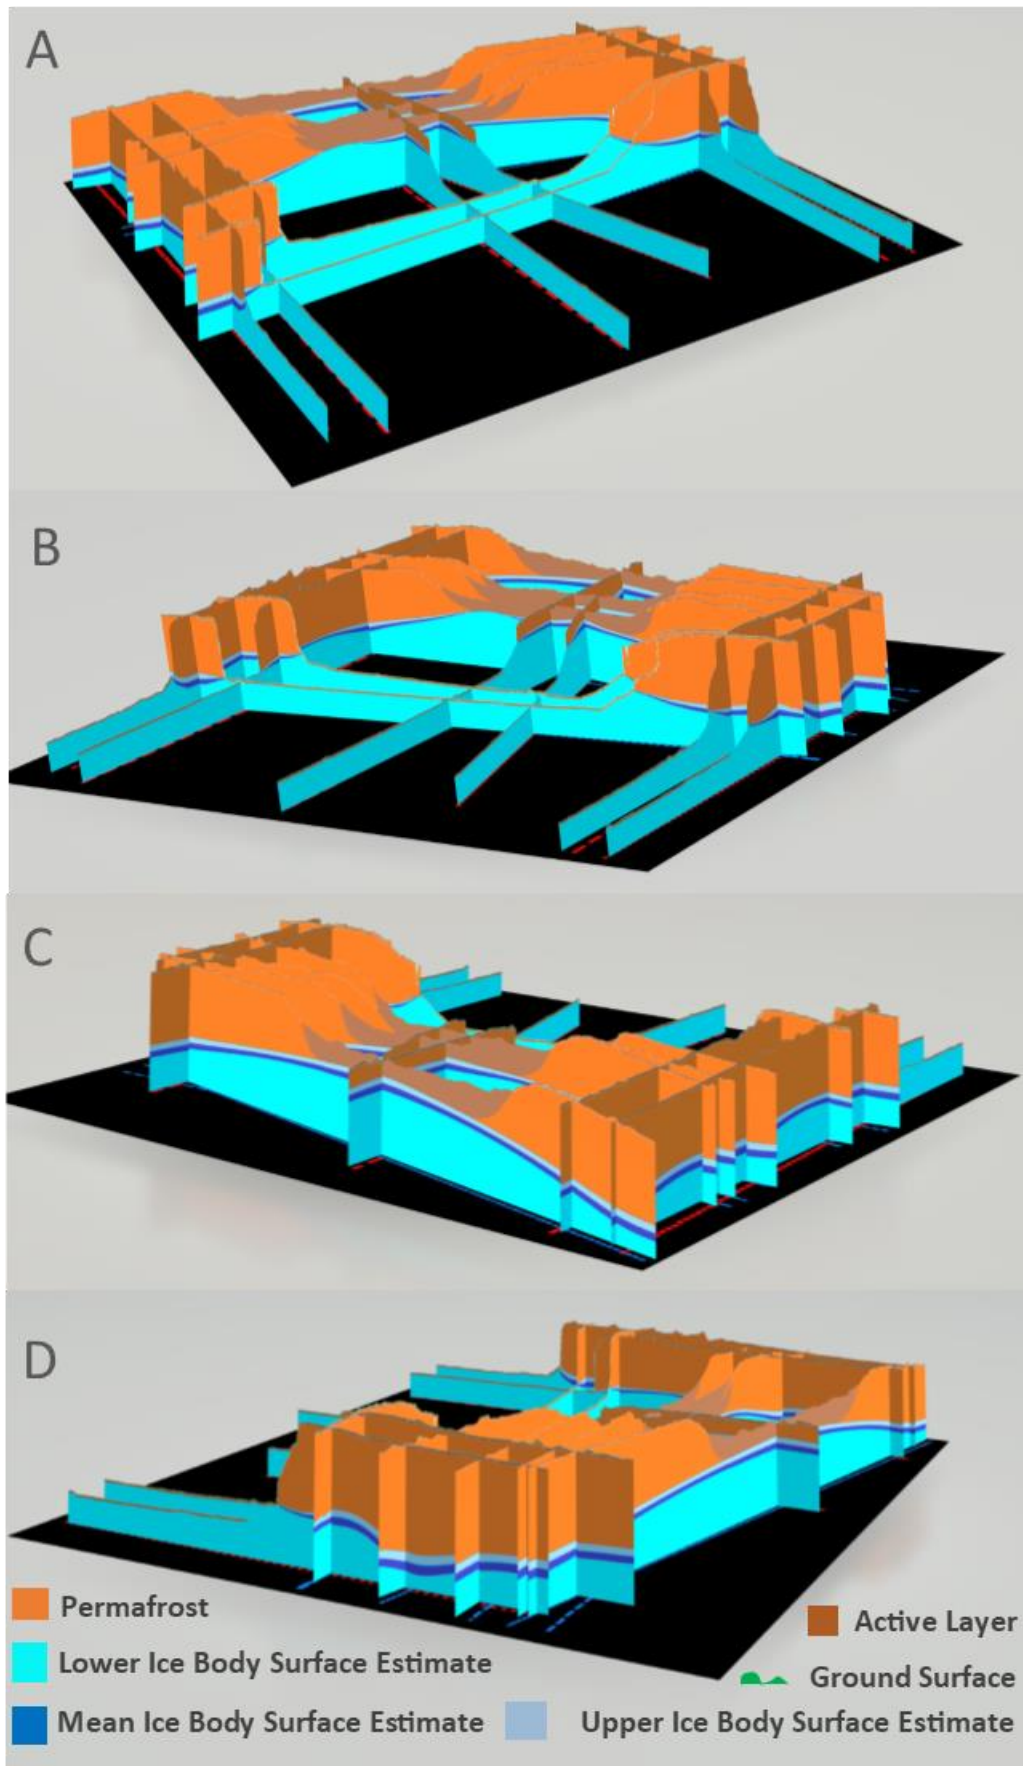 A
B
C
D
Permafrost
Active Layer
Lower Ice Body Surface Estimate
Ground Surface
Mean Ice Body Surface Estimate
Upper Ice Body Surface Estimate